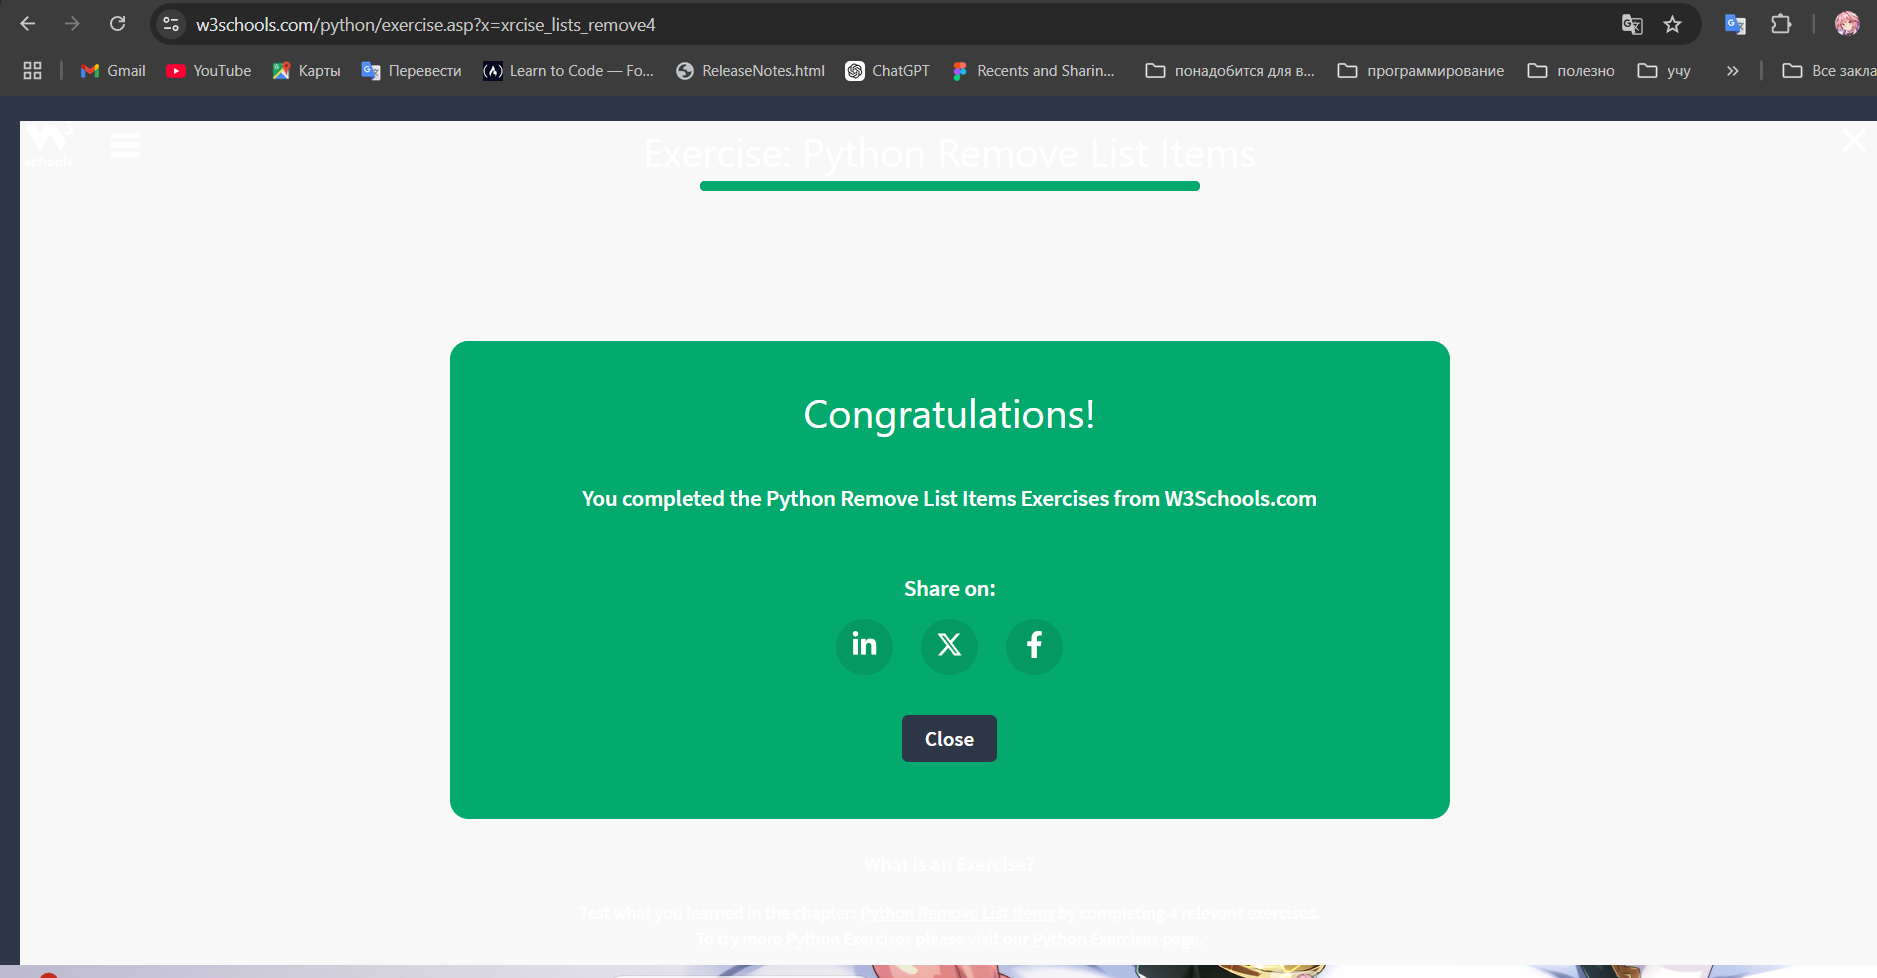 w3schools.com/python/exercise.asp?x=xrcise_lists_remove4
Gmail
YouTube
Карты
Перевести
Learn to Code — Fo...
ReleaseNotes.html
ChatGPT
Recents and Sharin...
понадобится для в...
программирование
полезно
учу
Все закла
W3 schools
Exercise: Python Remove List Items
Congratulations!
You completed the Python Remove List Items Exercises from W3Schools.com
Share on:
Close
What is an Exercise?
Test what you learned in the chapter: Python Remove List Items by completing 4 relevant exercises.
To try more Python Exercises please visit our Python Exercises page.